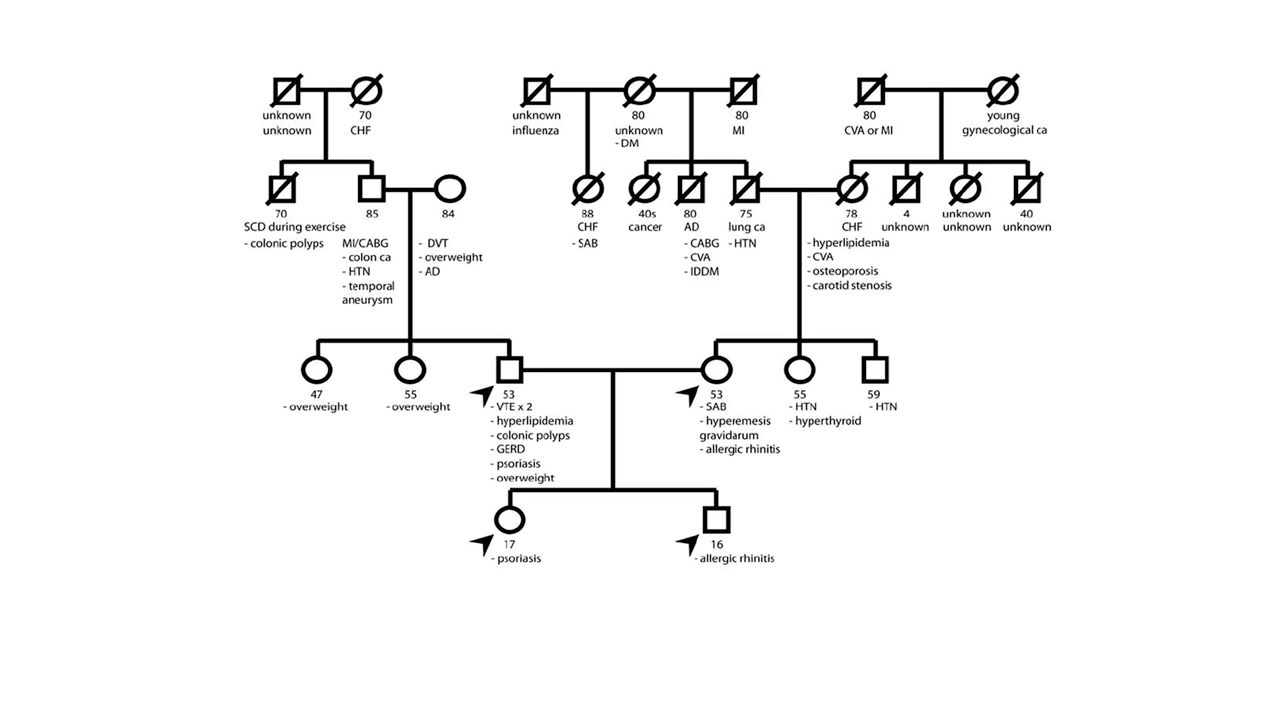 unknown
unknown
70
CHF
unknown
influenza
80
unknown
- DM
80
MI
80
CVA or MI
young
gynecological ca
70
SCD during exercise
- colonic polyps
85
MI/CABG
- colon ca
- HTN
- temporal
aneurysm
84
- DVT
- overweight
- AD
88
CHF
- SAB
40s
cancer
80
AD
- CABG
- CVA
- IDDM
75
lung ca
- HTN
78
CHF
- hyperlipidemia
- CVA
- osteoporosis
- carotid stenosis
4
unknown
unknown
unknown
40
unknown
47
- overweight
55
- overweight
53
- VTE x 2
- hyperlipidemia
- colonic polyps
- GERD
- psoriasis
- overweight
53
- SAB
- hyperemesis
gravidarum
- allergic rhinitis
55
- HTN
- hyperthyroid
59
- HTN
17
- psoriasis
16
- allergic rhinitis